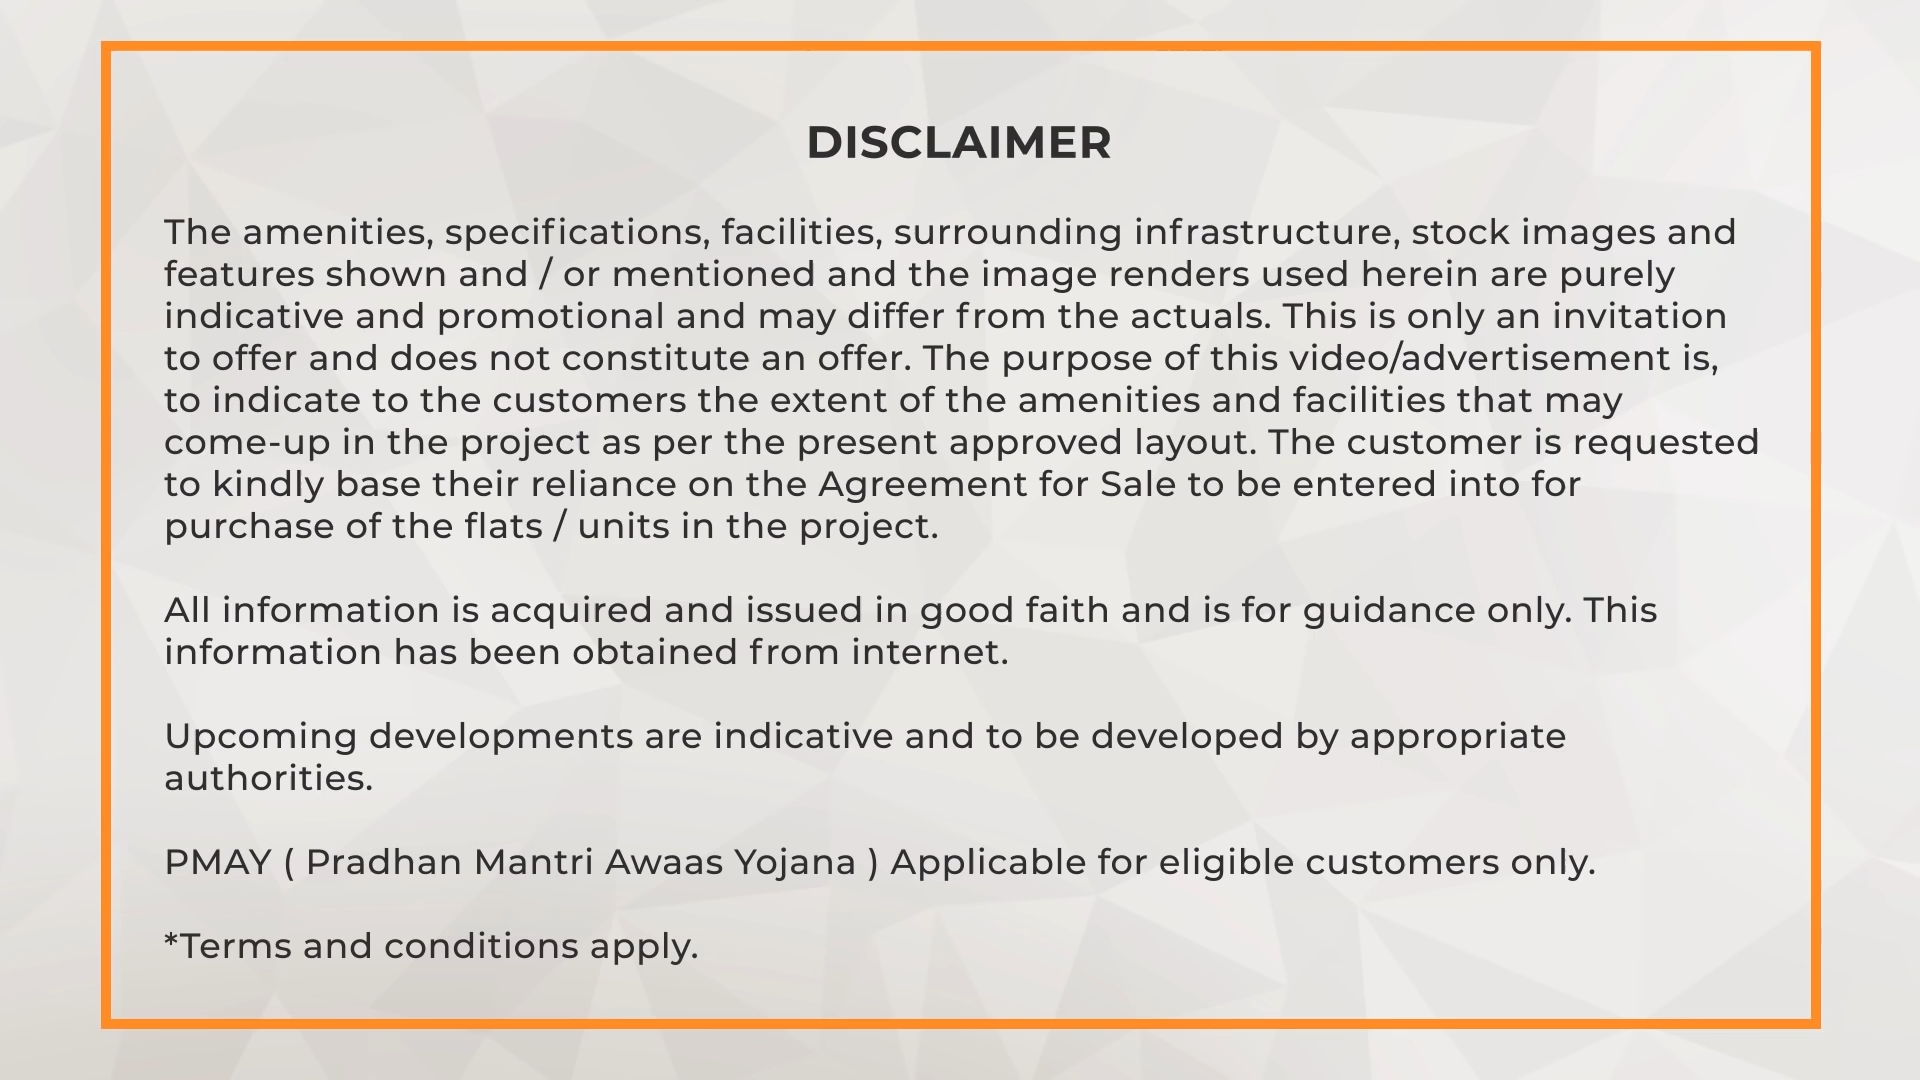 DISCLAIMER
The amenities, specifications, facilities, surrounding infrastructure, stock images and
features shown and / or mentioned and the image renders used herein are purely
indicative and promotional and may differ from the actuals. This is only an invitation
to offer and does not constitute an offer. The purpose of this video/advertisement is,
to indicate to the customers the extent of the amenities and facilities that may
come-up in the project as per the present approved layout. The customer is requested
to kindly base their reliance on the Agreement for Sale to be entered into for
purchase of the flats / units in the project.
All information is acquired and issued in good faith and is for guidance only. This
information has been obtained from internet.
Upcoming developments are indicative and to be developed by appropriate
authorities.
PMAY ( Pradhan Mantri Awaas Yojana ) Applicable for eligible customers only.
*Terms and conditions apply.